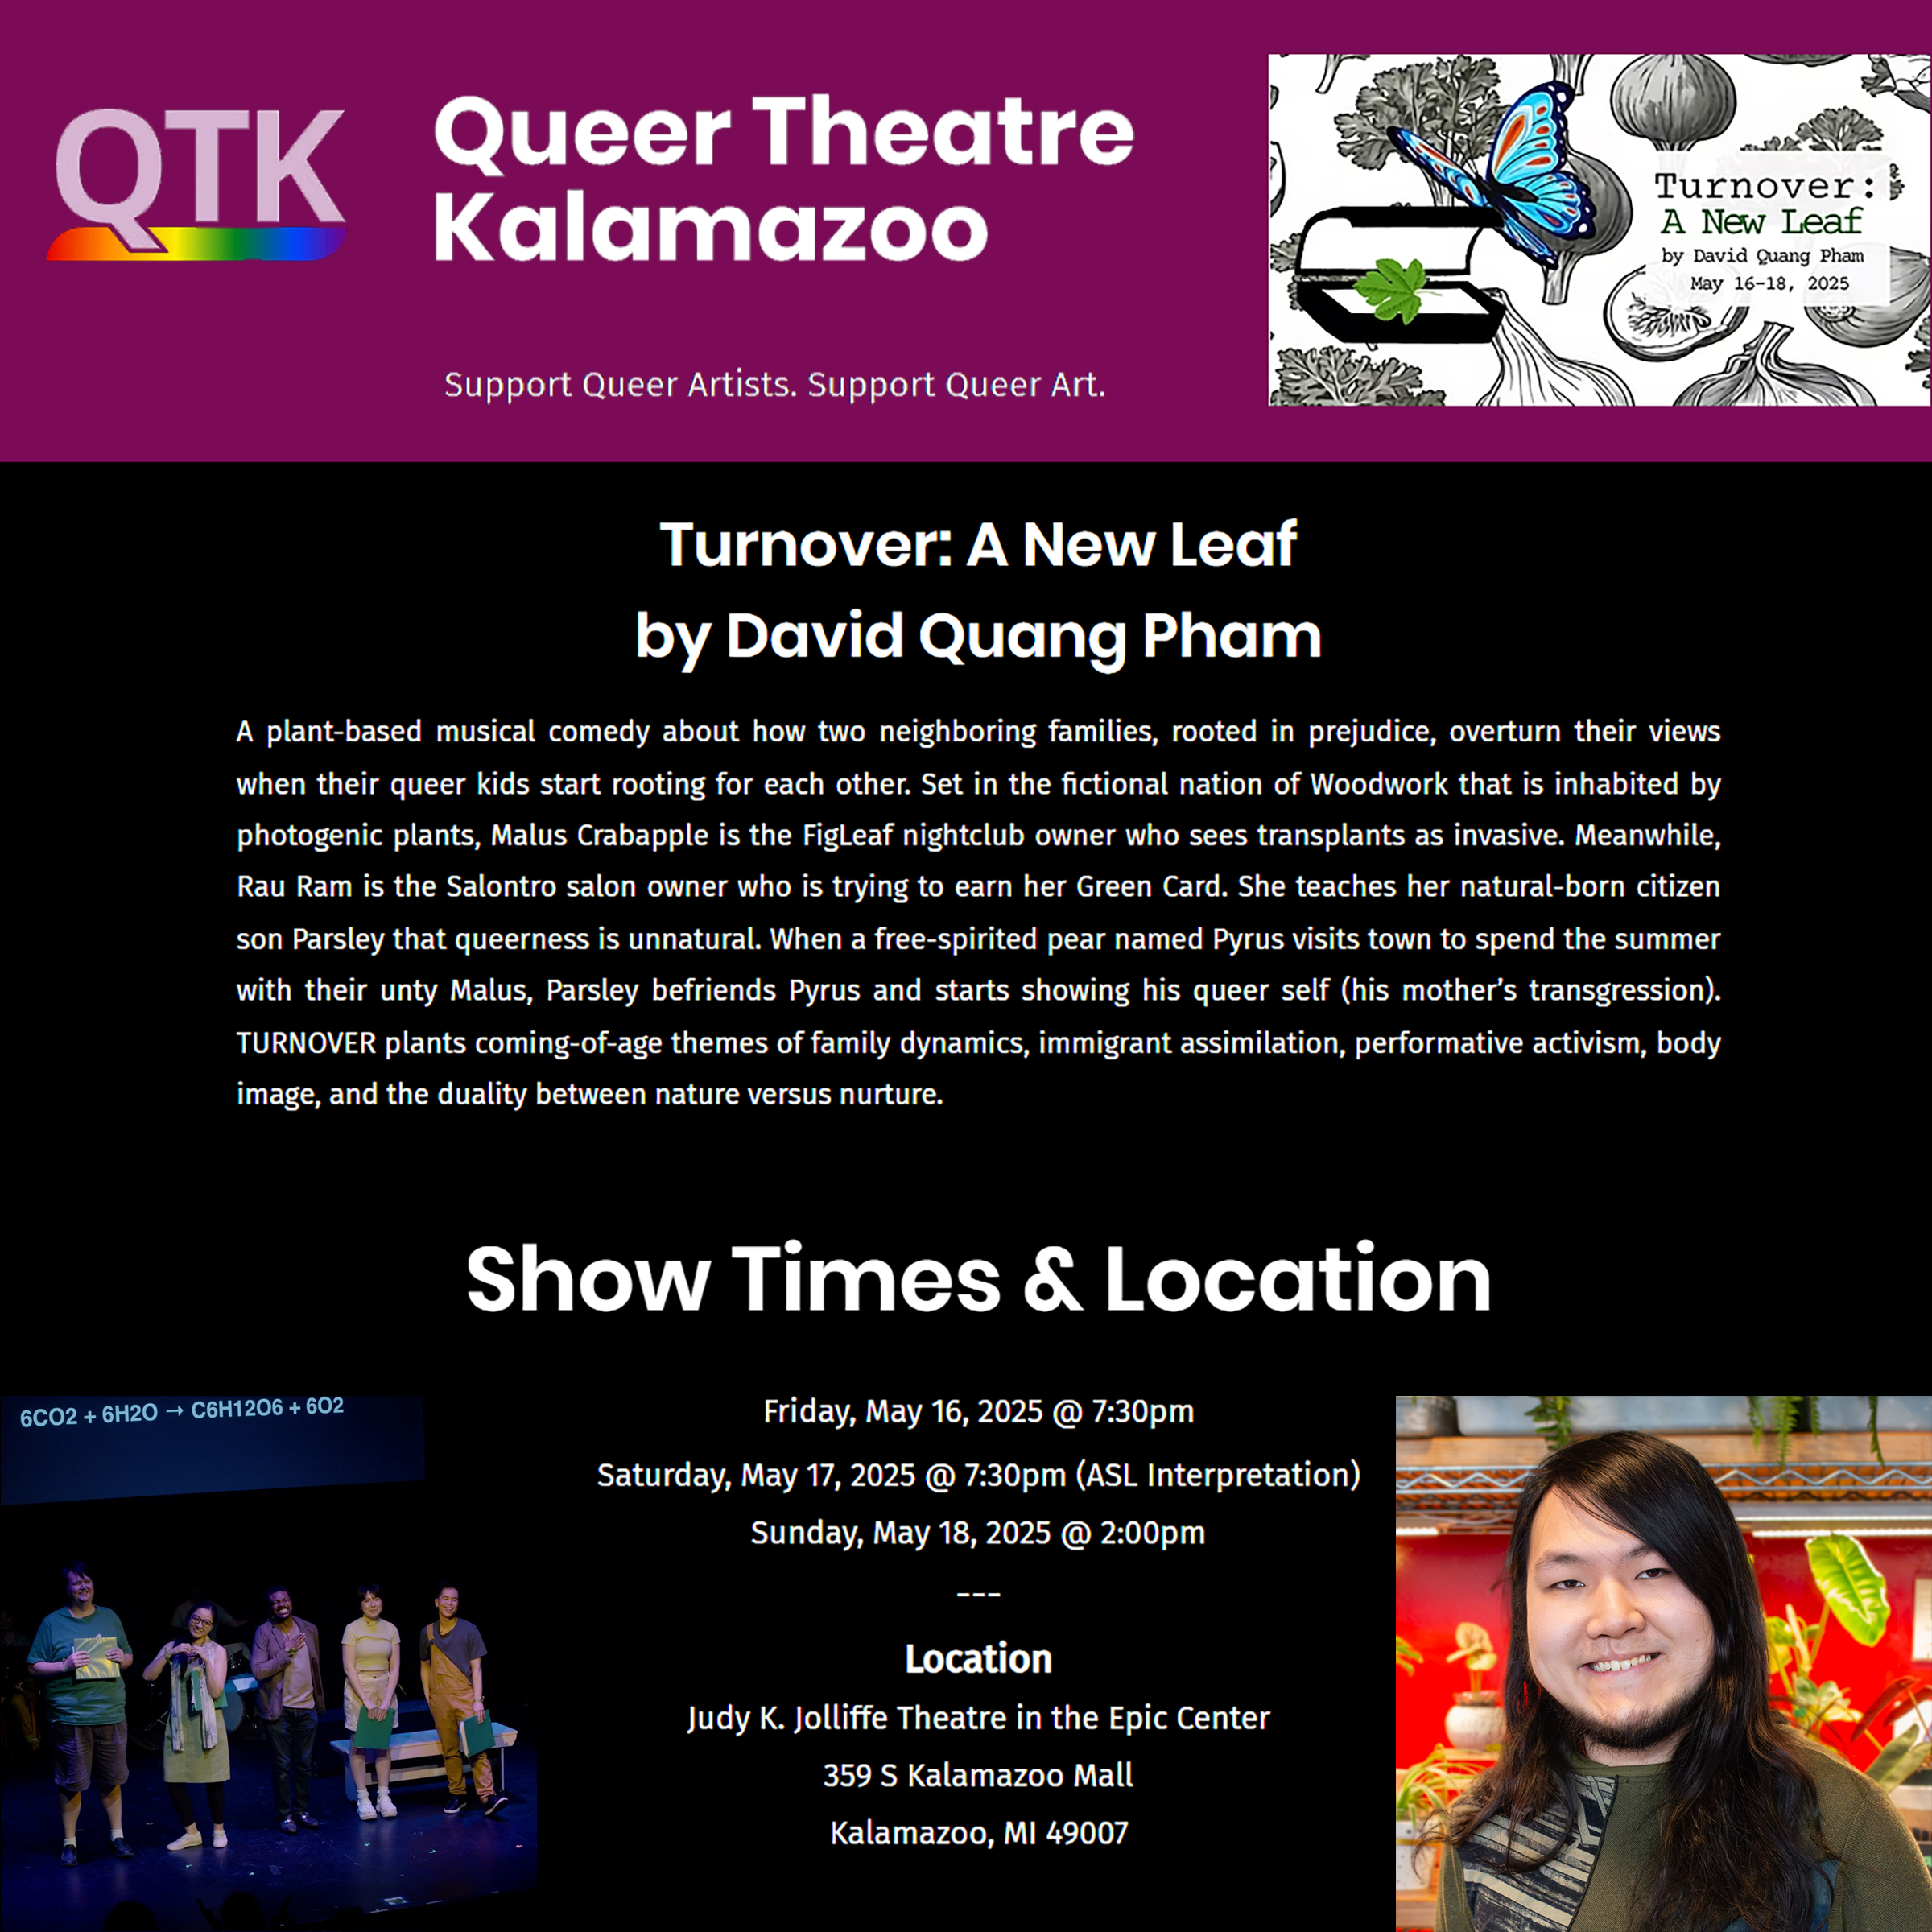 QTK
Queer Theatre
Kalamazoo
Support Queer Artists. Support Queer Art.
Turnover:
A New Leaf
by David Quang Pham
May 16-18, 2025
Turnover: A New Leaf
by David Quang Pham
A plant-based musical comedy about how two neighboring families, rooted in prejudice, overturn their views
when their queer kids start rooting for each other. Set in the fictional nation of Woodwork that is inhabited by
photogenic plants, Malus Crabapple is the FigLeaf nightclub owner who sees transplants as invasive. Meanwhile,
Rau Ram is the Salontro salon owner who is trying to earn her Green Card. She teaches her natural-born citizen
son Parsley that queerness is unnatural. When a free-spirited pear named Pyrus visits town to spend the summer
with their unty Malus, Parsley befriends Pyrus and starts showing his queer self (his mother’s transgression).
TURNOVER plants coming-of-age themes of family dynamics, immigrant assimilation, performative activism, body
image, and the duality between nature versus nurture.
Show Times & Location
6CO2 + 6H2O → C6H12O6 + 6O2
Friday, May 16, 2025 @ 7:30pm
Saturday, May 17, 2025 @ 7:30pm (ASL Interpretation)
Sunday, May 18, 2025 @ 2:00pm
---
Location
Judy K. Jolliffe Theatre in the Epic Center
359 S Kalamazoo Mall
Kalamazoo, MI 49007